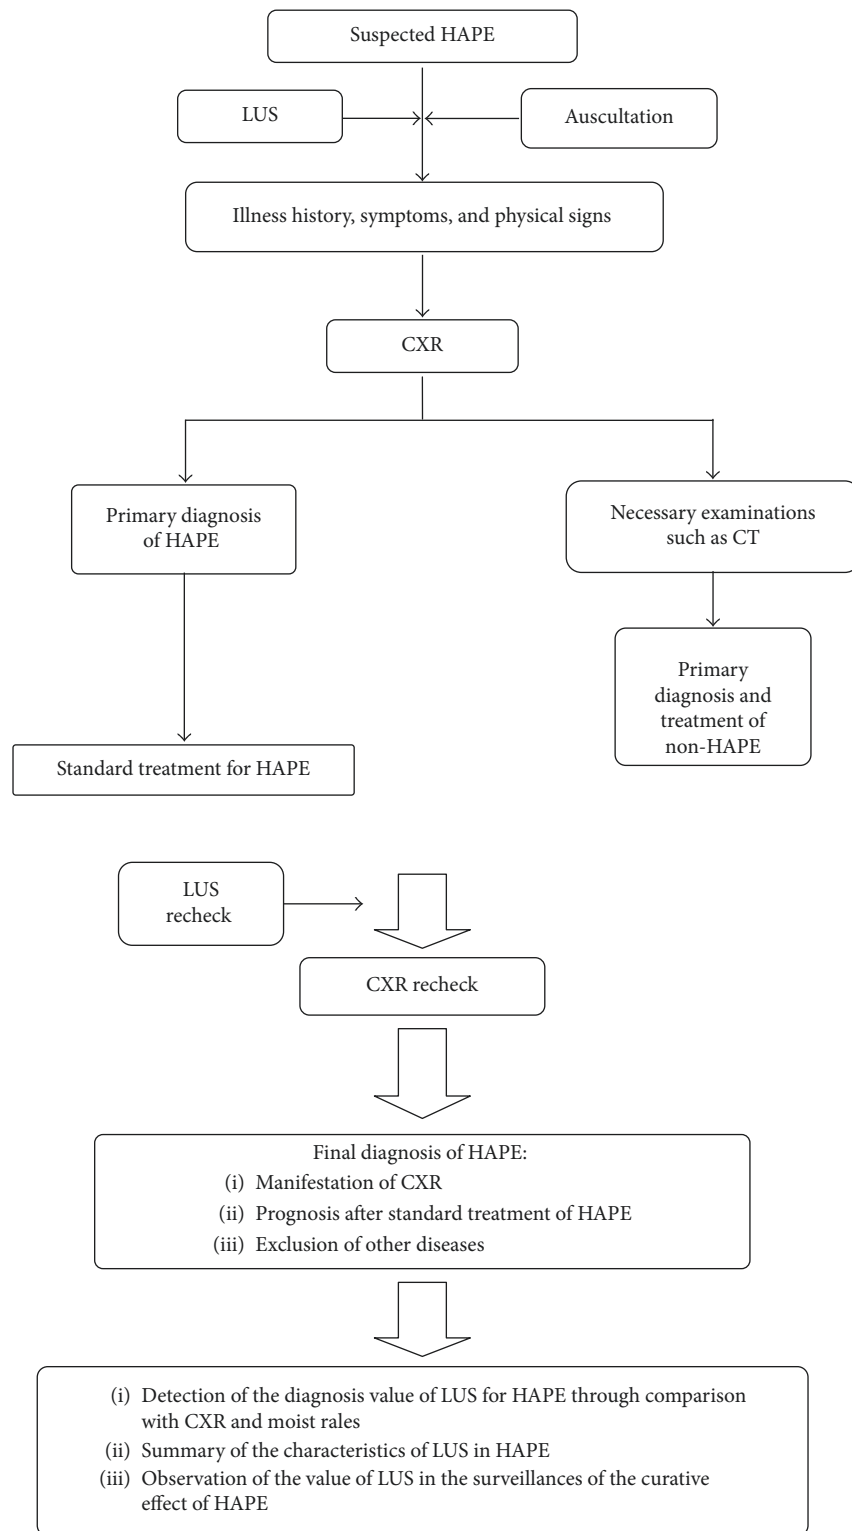 Suspected HAPE
LUS
Auscultation
Illness history, symptoms, and physical signs
CXR
Primary diagnosis
of HAPE
Necessary examinations
such as CT
Primary
diagnosis and
treatment of
non-HAPE
Standard treatment for HAPE
LUS
recheck
CXR recheck
Final diagnosis of HAPE:
(i) Manifestation of CXR
(ii) Prognosis after standard treatment of HAPE
(iii) Exclusion of other diseases
(i) Detection of the diagnosis value of LUS for HAPE through comparison
with CXR and moist rales
(ii) Summary of the characteristics of LUS in HAPE
(iii) Observation of the value of LUS in the surveillances of the curative
effect of HAPE